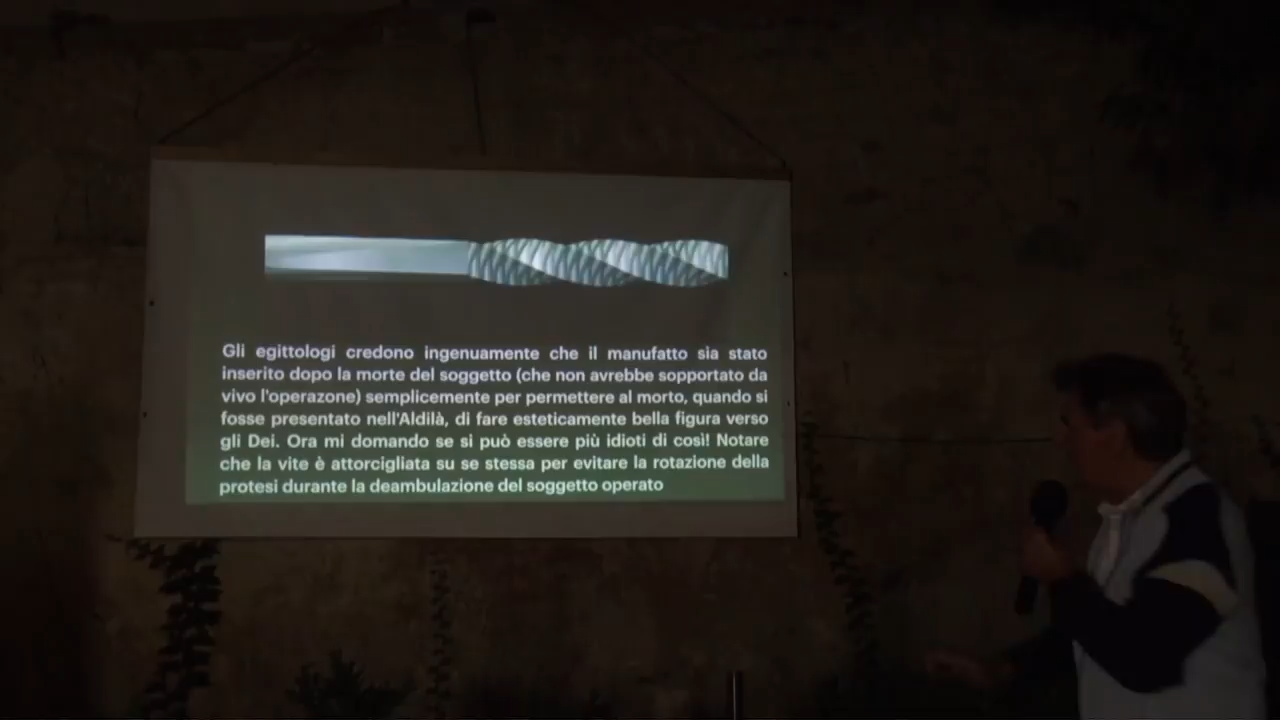 Gli egittologi credono ingenuamente che il manufatto sia stato
inserito dopo la morte del soggetto (che non avrebbe sopportato da
vivo l'operazone) semplicemente per permettere al morto, quando si
fosse presentato nell'Aldilà, di fare esteticamente bella figura verso
gli Dei. Ora mi domando se si può essere più idioti di così! Notare
che la vite è attorcigliata su se stessa per evitare la rotazione della
protesi durante la deambulazione del soggetto operato